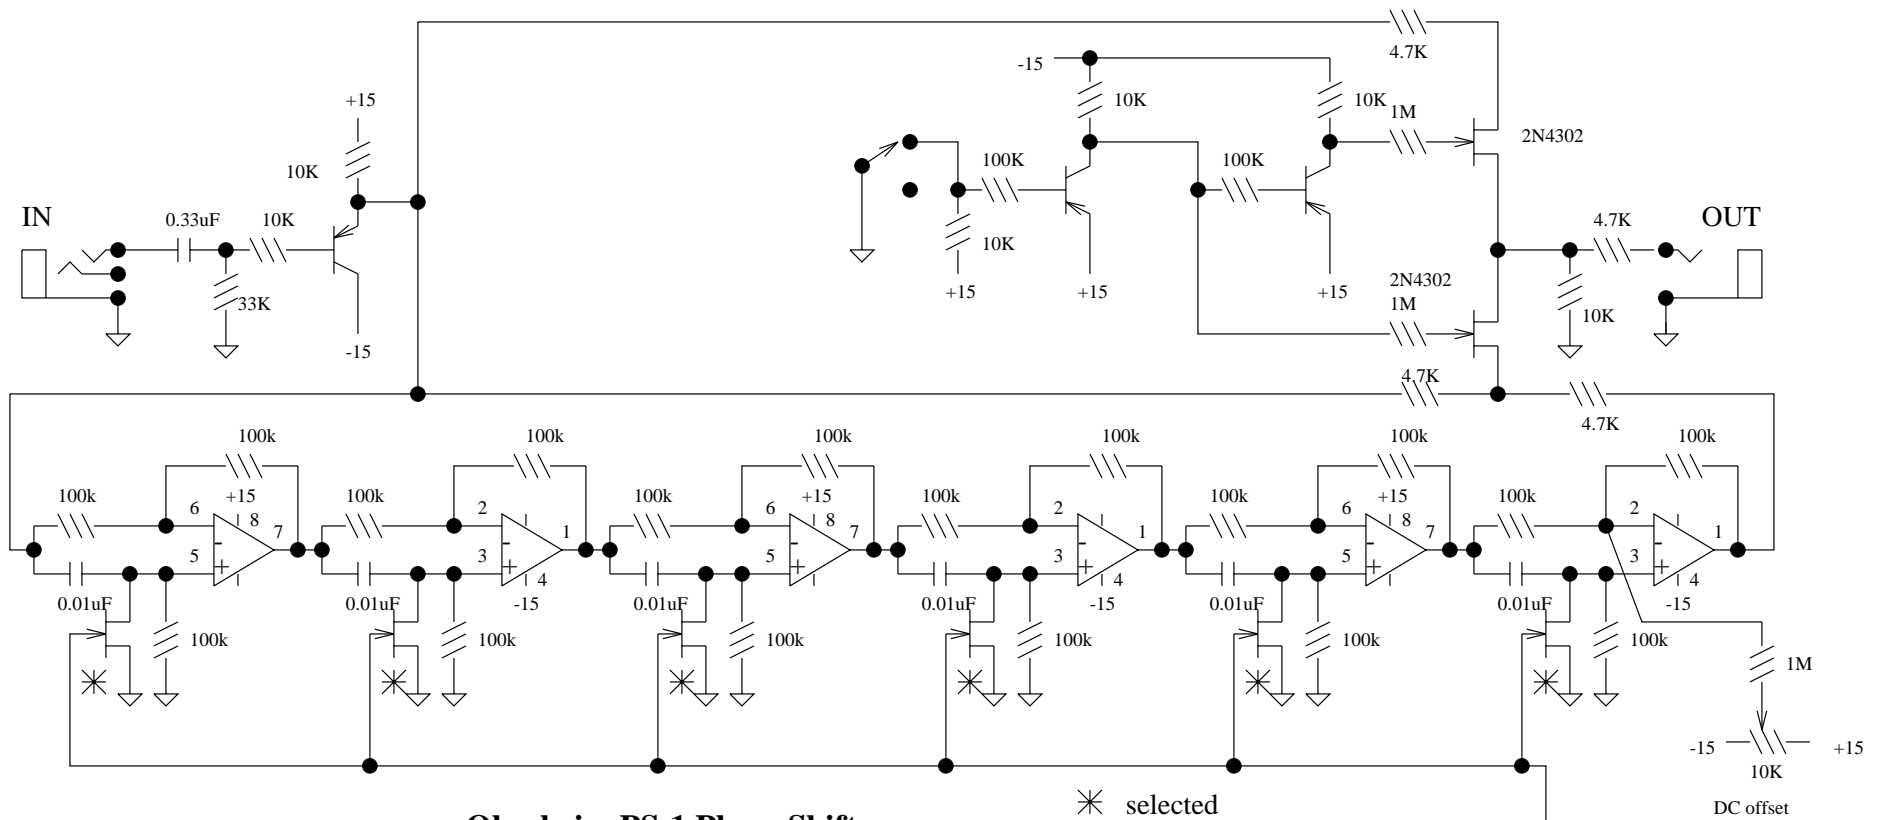 4.7K
-15
10K
10K
1M
2N4302
+15
10K
100K
100K
IN
0.33uF
10K
33K
-15
10K
+15
+15
+15
4.7K
OUT
2N4302
1M
10K
4.7K
4.7K
100k
100k
100k
100k
100k
100k
100k
6
+15
8
7
5
+
-
0.01uF
100k
100k
2
1
3
+
-
4
-15
0.01uF
100k
100k
6
+15
8
7
5
+
-
0.01uF
100k
100k
2
1
3
+
-
4
-15
0.01uF
100k
100k
6
+15
8
7
5
+
-
0.01uF
100k
100k
2
1
3
+
-
4
-15
0.01uF
100k
1M
-15
+15
10K
DC offset
selected